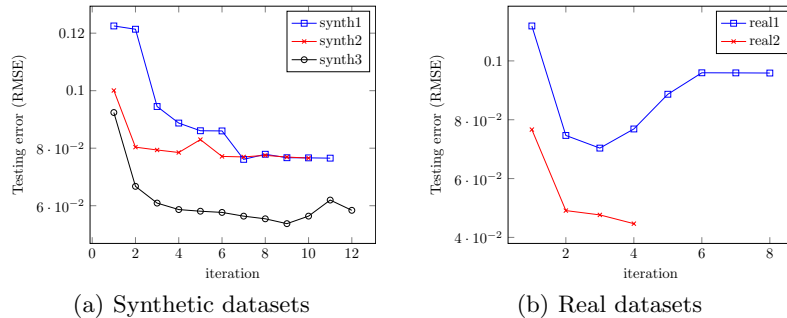 0.12
0.1
8 · 10⁻²
6 · 10⁻²
Testing error (RMSE)
synth1
synth2
synth3
0 2 4 6 8 10 12
iteration
(a) Synthetic datasets
0.1
8 · 10⁻²
6 · 10⁻²
4 · 10⁻²
Testing error (RMSE)
real1
real2
2 4 6 8
iteration
(b) Real datasets